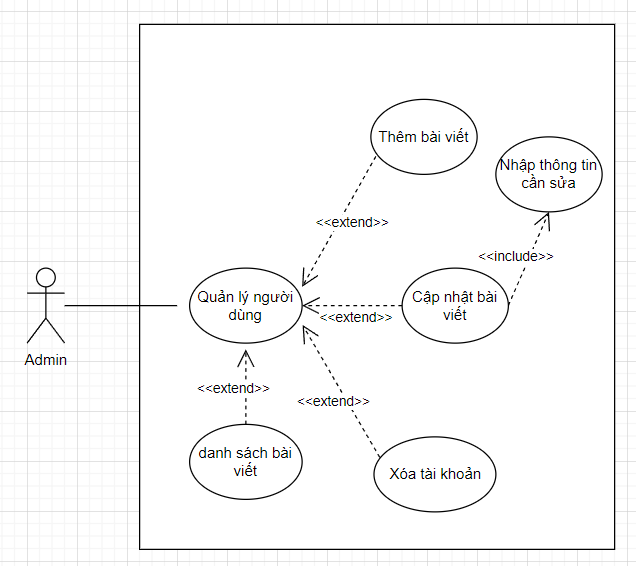 Thêm bài viết
Nhập thông tin
cần sửa
<<extend>>
<<include>>
Quản lý người
dùng
Cập nhật bài
viết
<<extend>>
Admin
<<extend>>
<<extend>>
danh sách bài
viết
Xóa tài khoản